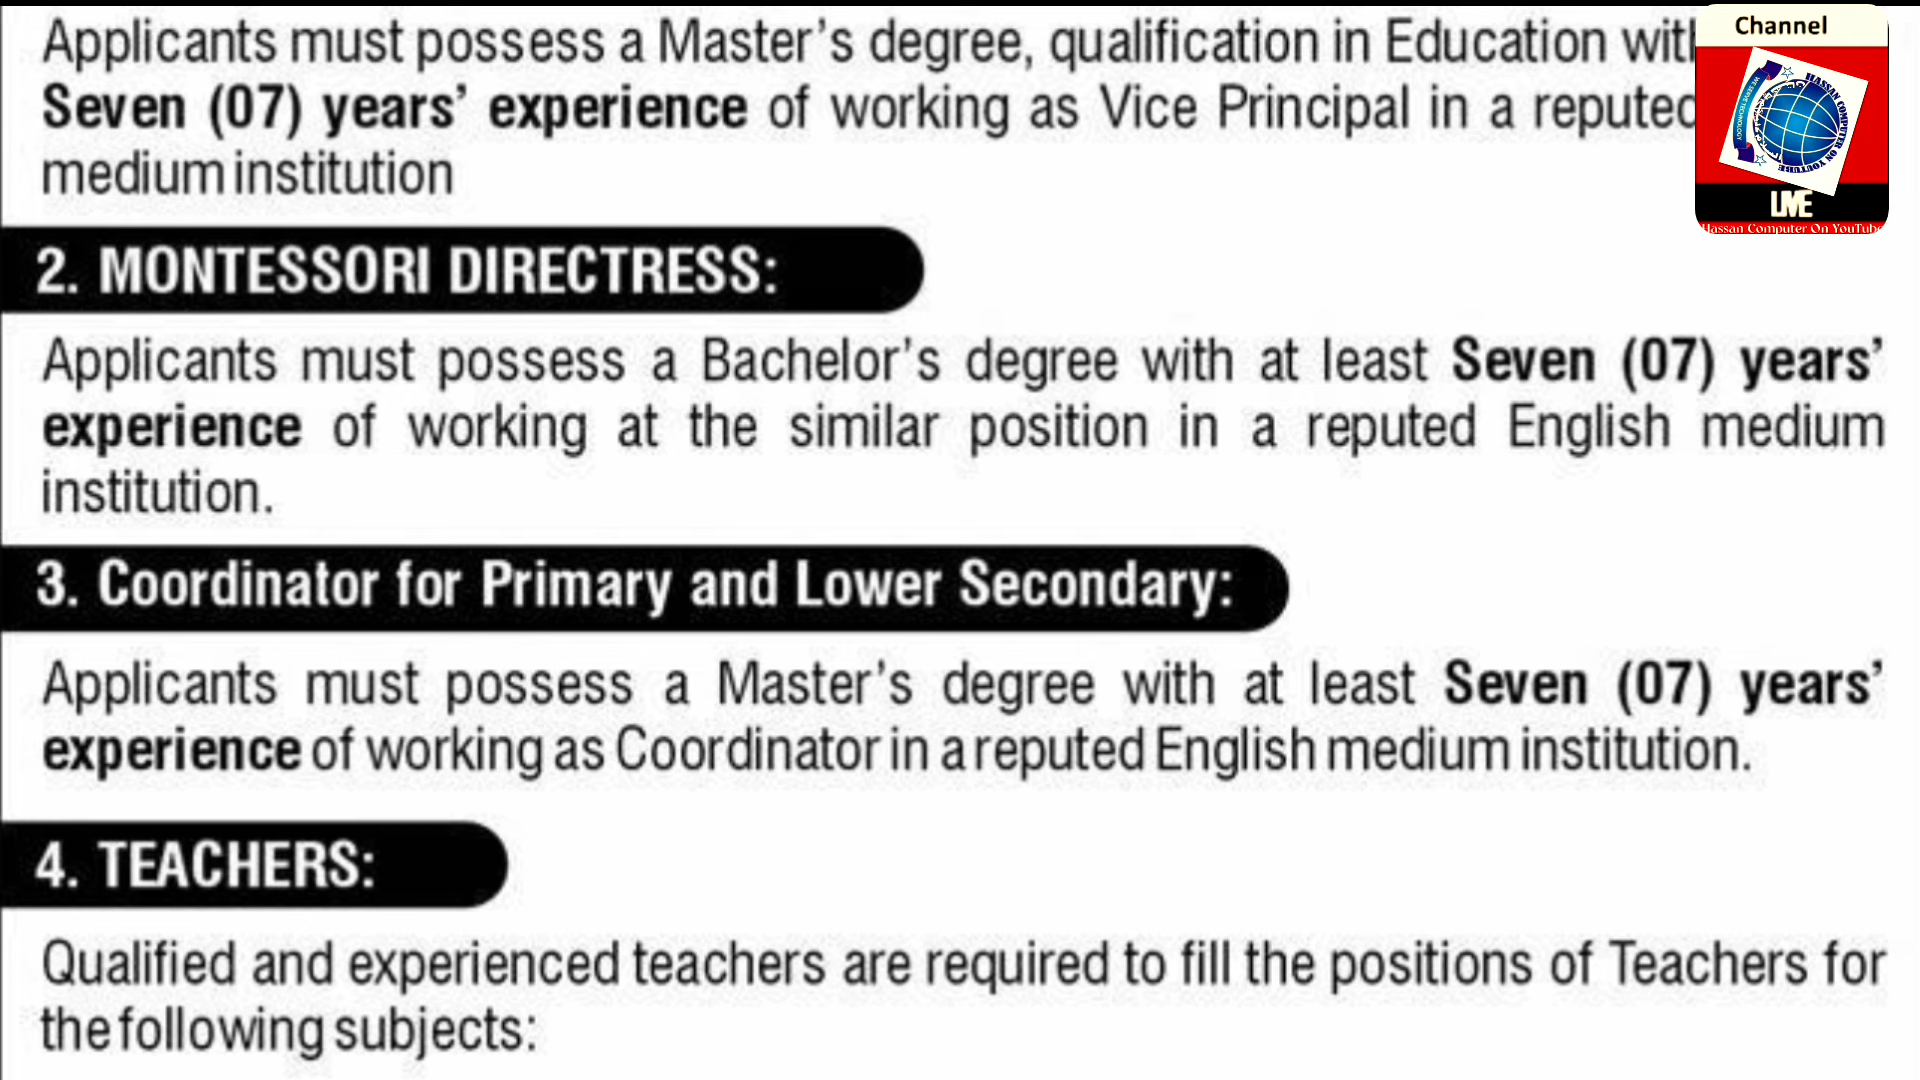 Applicants must possess a Master's degree, qualification in Education
Seven (07) years' experience of working as Vice Principal in a reputed
medium institution
Channel
HASSAN COMPUTER ON YOUTUBE
LIVE
Hassan Computer On YouTube
2. MONTESSORI DIRECTRESS:
Applicants must possess a Bachelor's degree with at least Seven (07) years'
experience of working at the similar position in a reputed English medium
institution.
3. Coordinator for Primary and Lower Secondary:
Applicants must possess a Master's degree with at least Seven (07) years'
experience of working as Coordinator in a reputed English medium institution.
4. TEACHERS:
Qualified and experienced teachers are required to fill the positions of Teachers for
the following subjects: